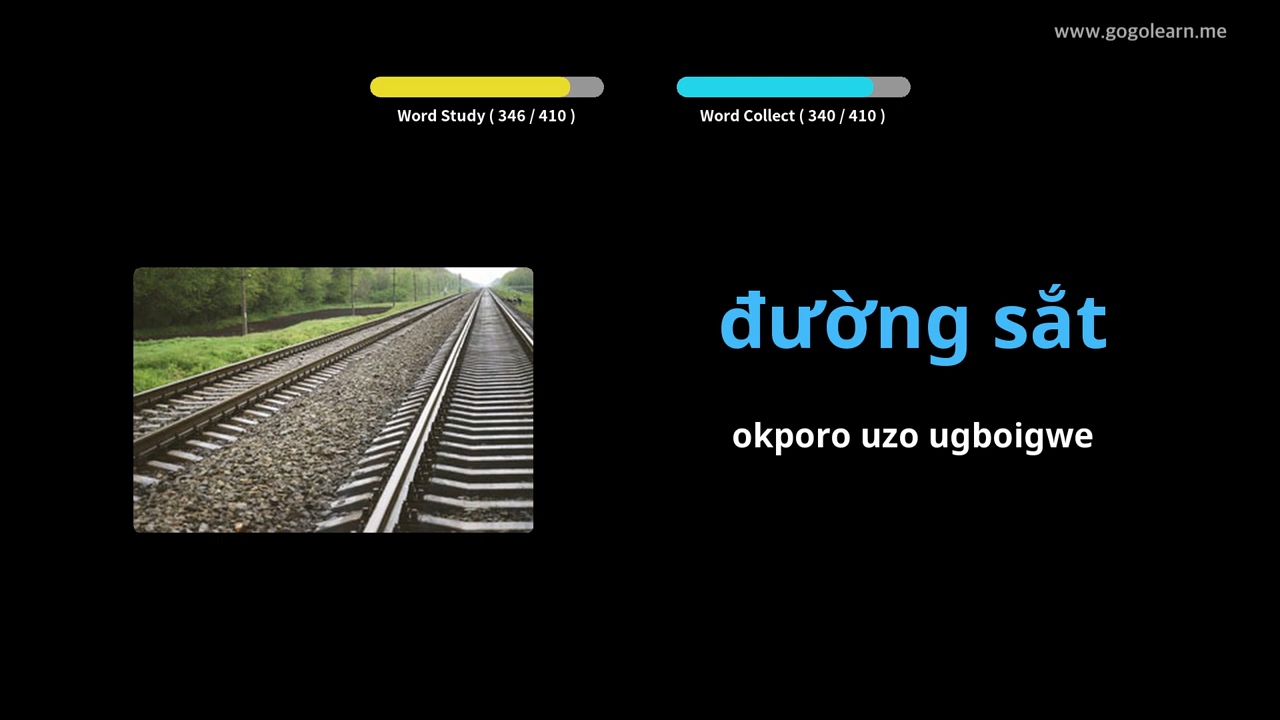 www.gogolearn.me
Word Study ( 346 / 410 )
Word Collect ( 340 / 410 )
đường sắt
okporo uzo ugboigwe